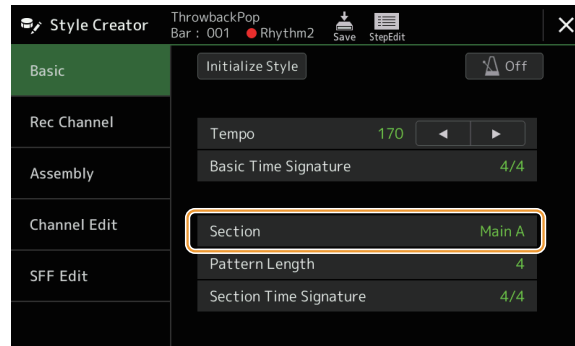 Style Creator
ThrowbackPop
Bar : 001 Rhythm2
Save
StepEdit
Basic
Initialize Style
Off
Rec Channel
Tempo 170
Basic Time Signature 4/4
Assembly
Channel Edit
Section Main A
Pattern Length 4
SFF Edit
Section Time Signature 4/4